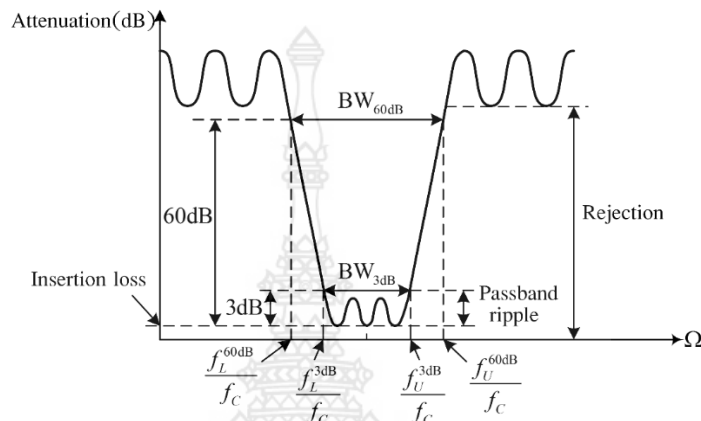 Attenuation(dB)
BW60dB
60dB
Rejection
Insertion loss
3dB
BW3dB
Passband
ripple
Ω
fL60dB
fC
fL3dB
fC
fU3dB
fC
fU60dB
fC